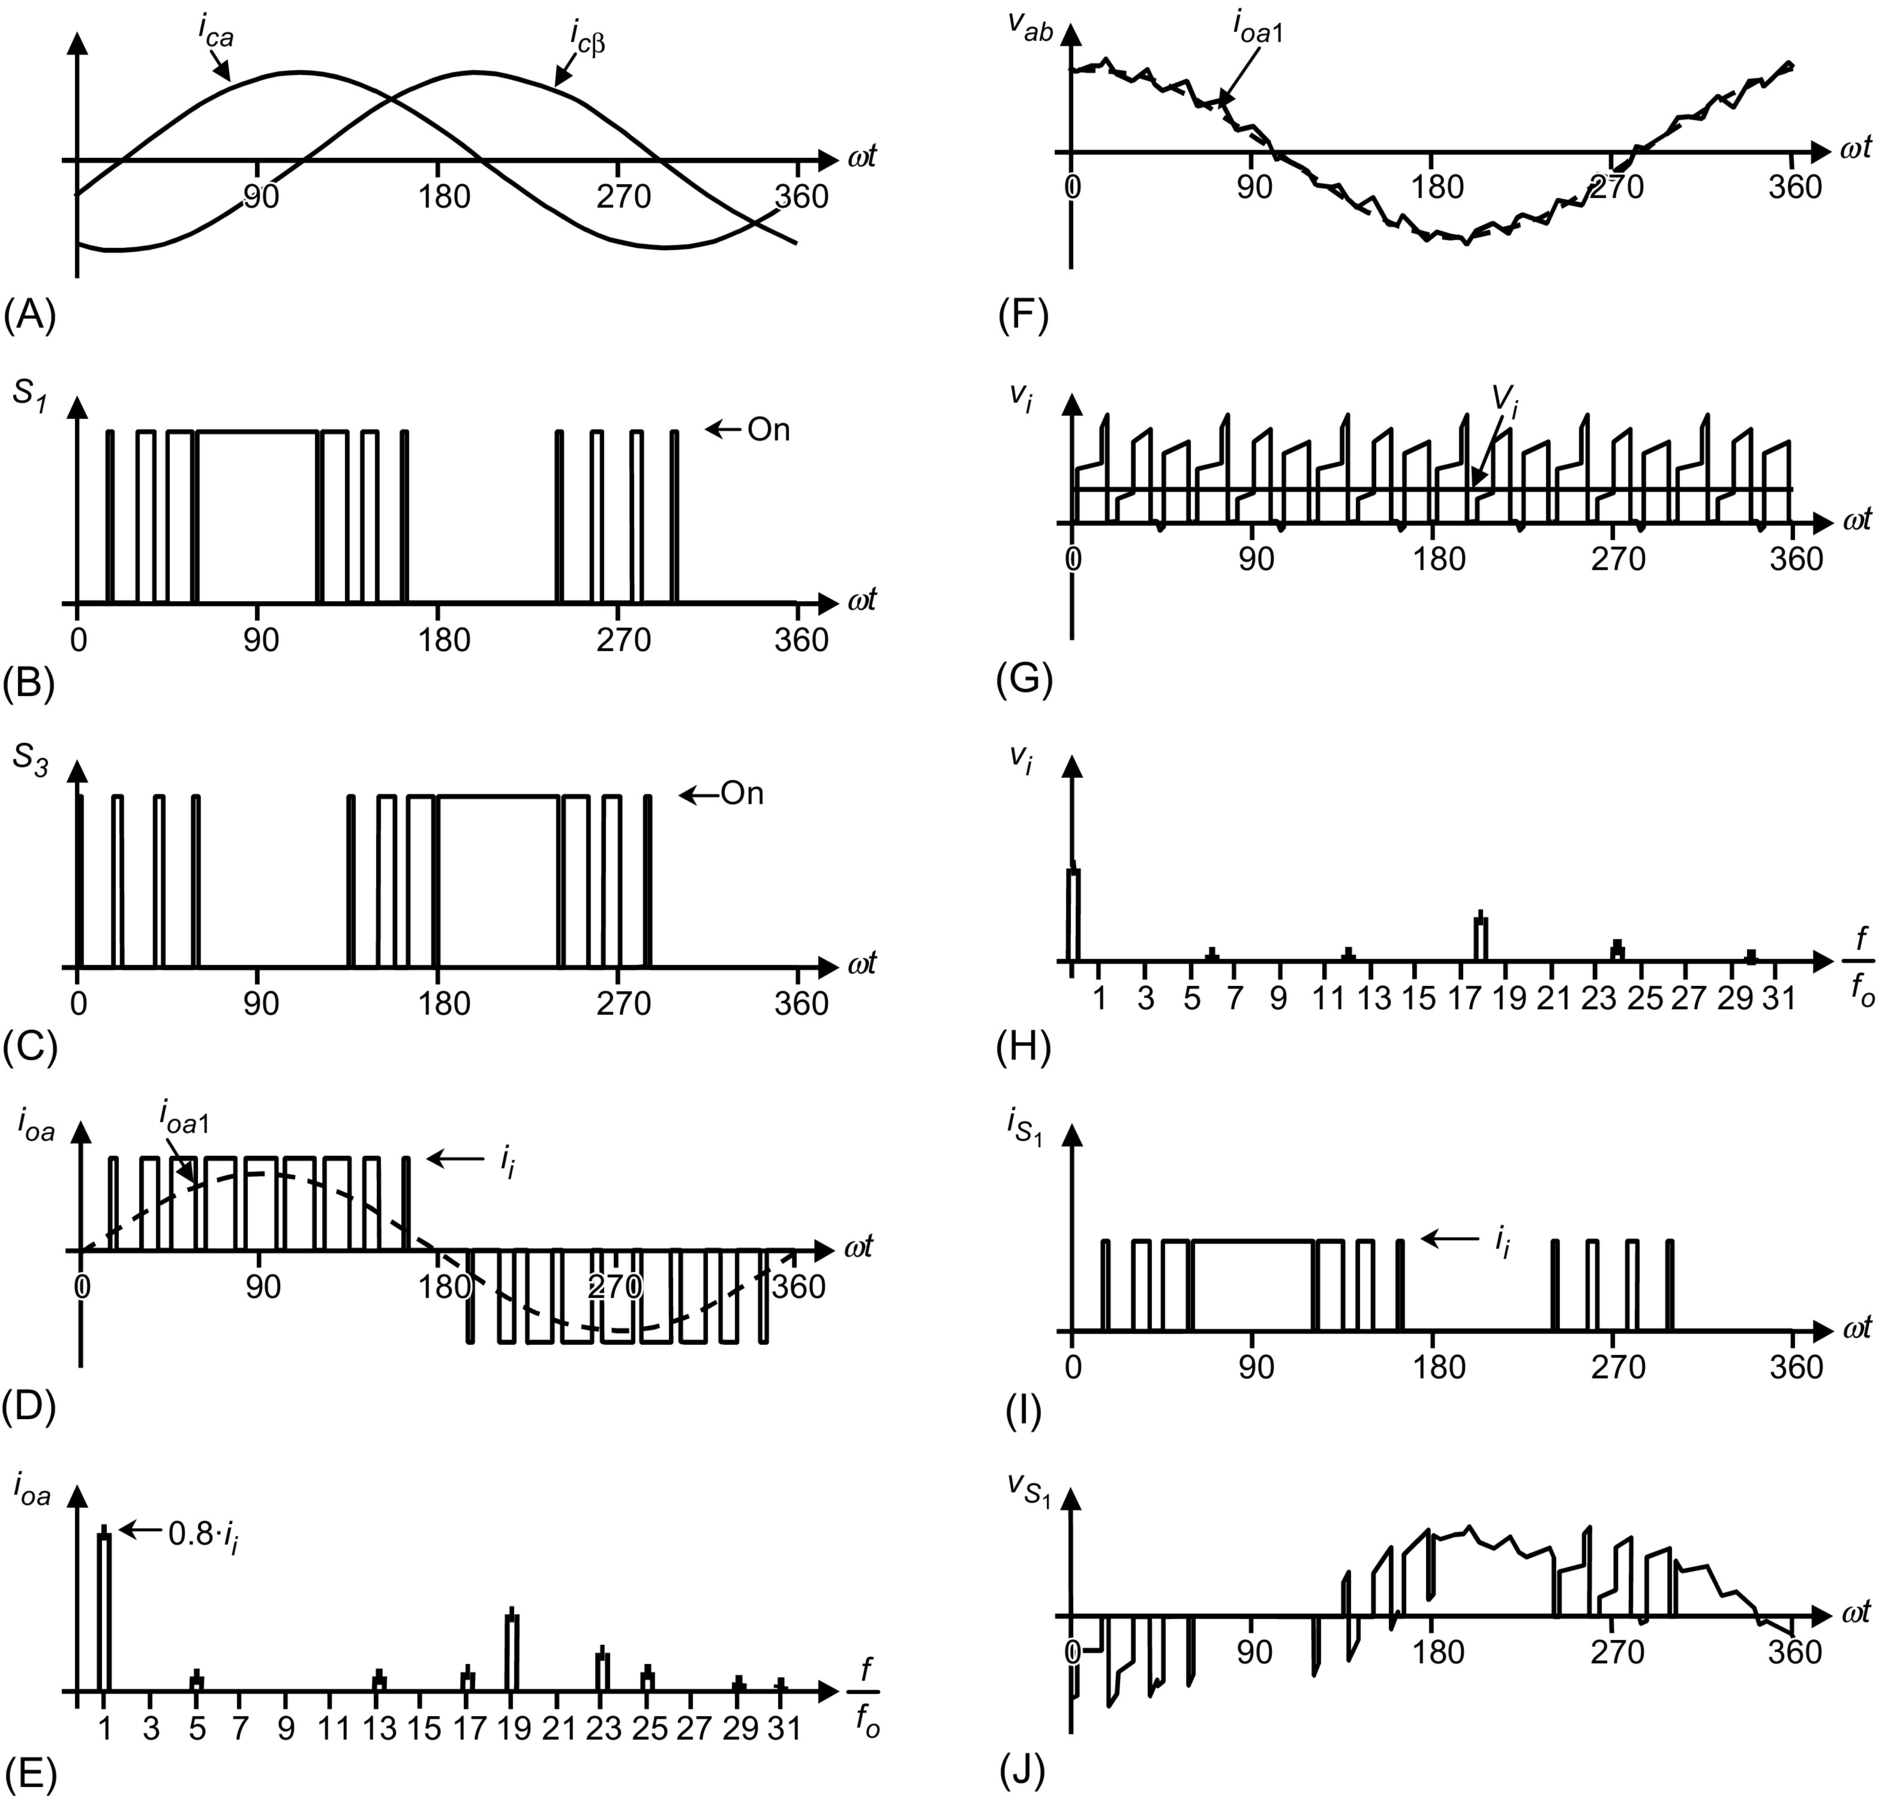 i_ca i_cβ
ωt
90 180 270 360
(A)
S_1
On
ωt
0 90 180 270 360
(B)
S_3
On
ωt
0 90 180 270 360
(C)
i_oa i_oa1
i_i
ωt
0 90 180 270 360
(D)
i_oa
0.8·i_i
f
f_o
1 3 5 7 9 11 13 15 17 19 21 23 25 27 29 31
(E)
v_ab i_oa1
ωt
0 90 180 270 360
(F)
v_i V_i
ωt
0 90 180 270 360
(G)
v_i
f
f_o
1 3 5 7 9 11 13 15 17 19 21 23 25 27 29 31
(H)
i_S_1
i_i
ωt
0 90 180 270 360
(I)
v_S_1
ωt
0 90 180 270 360
(J)